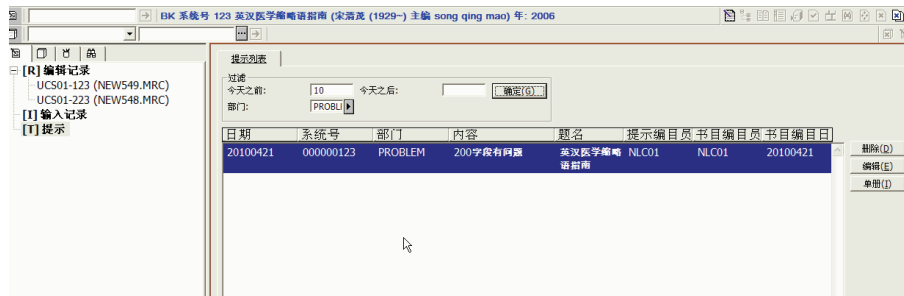 BK 系统号 123 英汉医学缩略语指南 (宋清茂 (1929~) 主编 song qing mao) 年: 2006
[R] 编辑记录
UCS01-123 (NEW549.MRC)
UCS01-223 (NEW548.MRC)
[I] 输入记录
[T] 提示
提示列表
过滤
今天之前: 10 今天之后: 确定(G)
部门: PROBLI
日期 系统号 部门 内容 题名 提示编目员 书目编目员 书目编目日
20100421 000000123 PROBLEM 200字段有问题 英汉医学缩略 NLC01 NLC01 20100421
语指南
删除(D)
编辑(E)
单册(I)